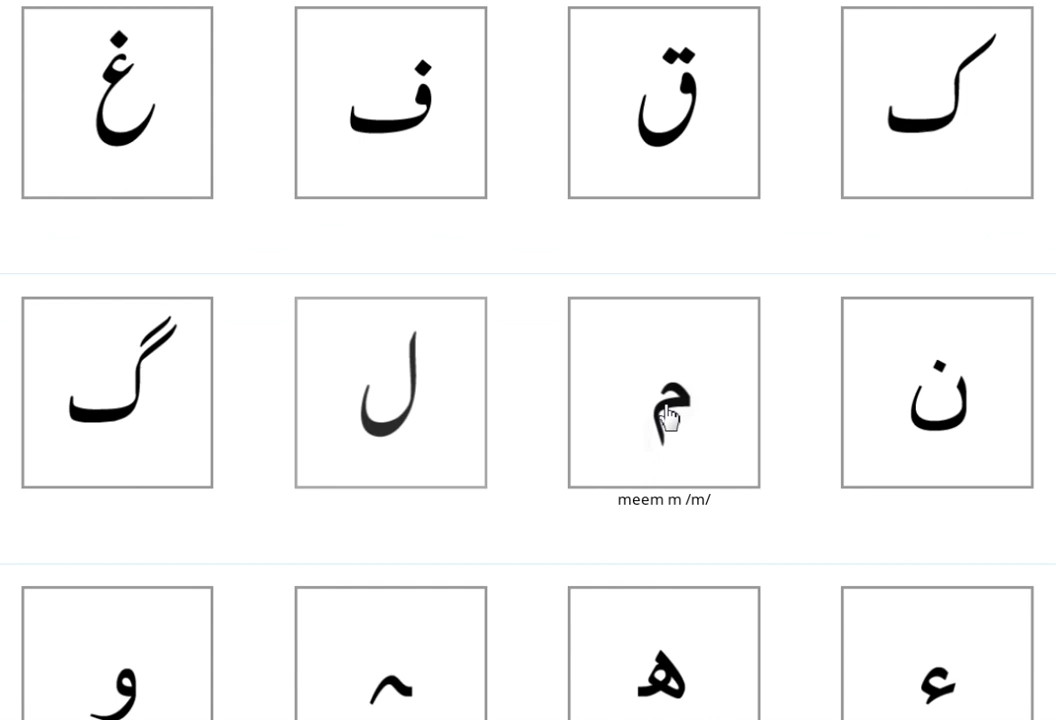 غ ف ق ک
گ ل م ن
meem m /m/
و ہ ھ ء